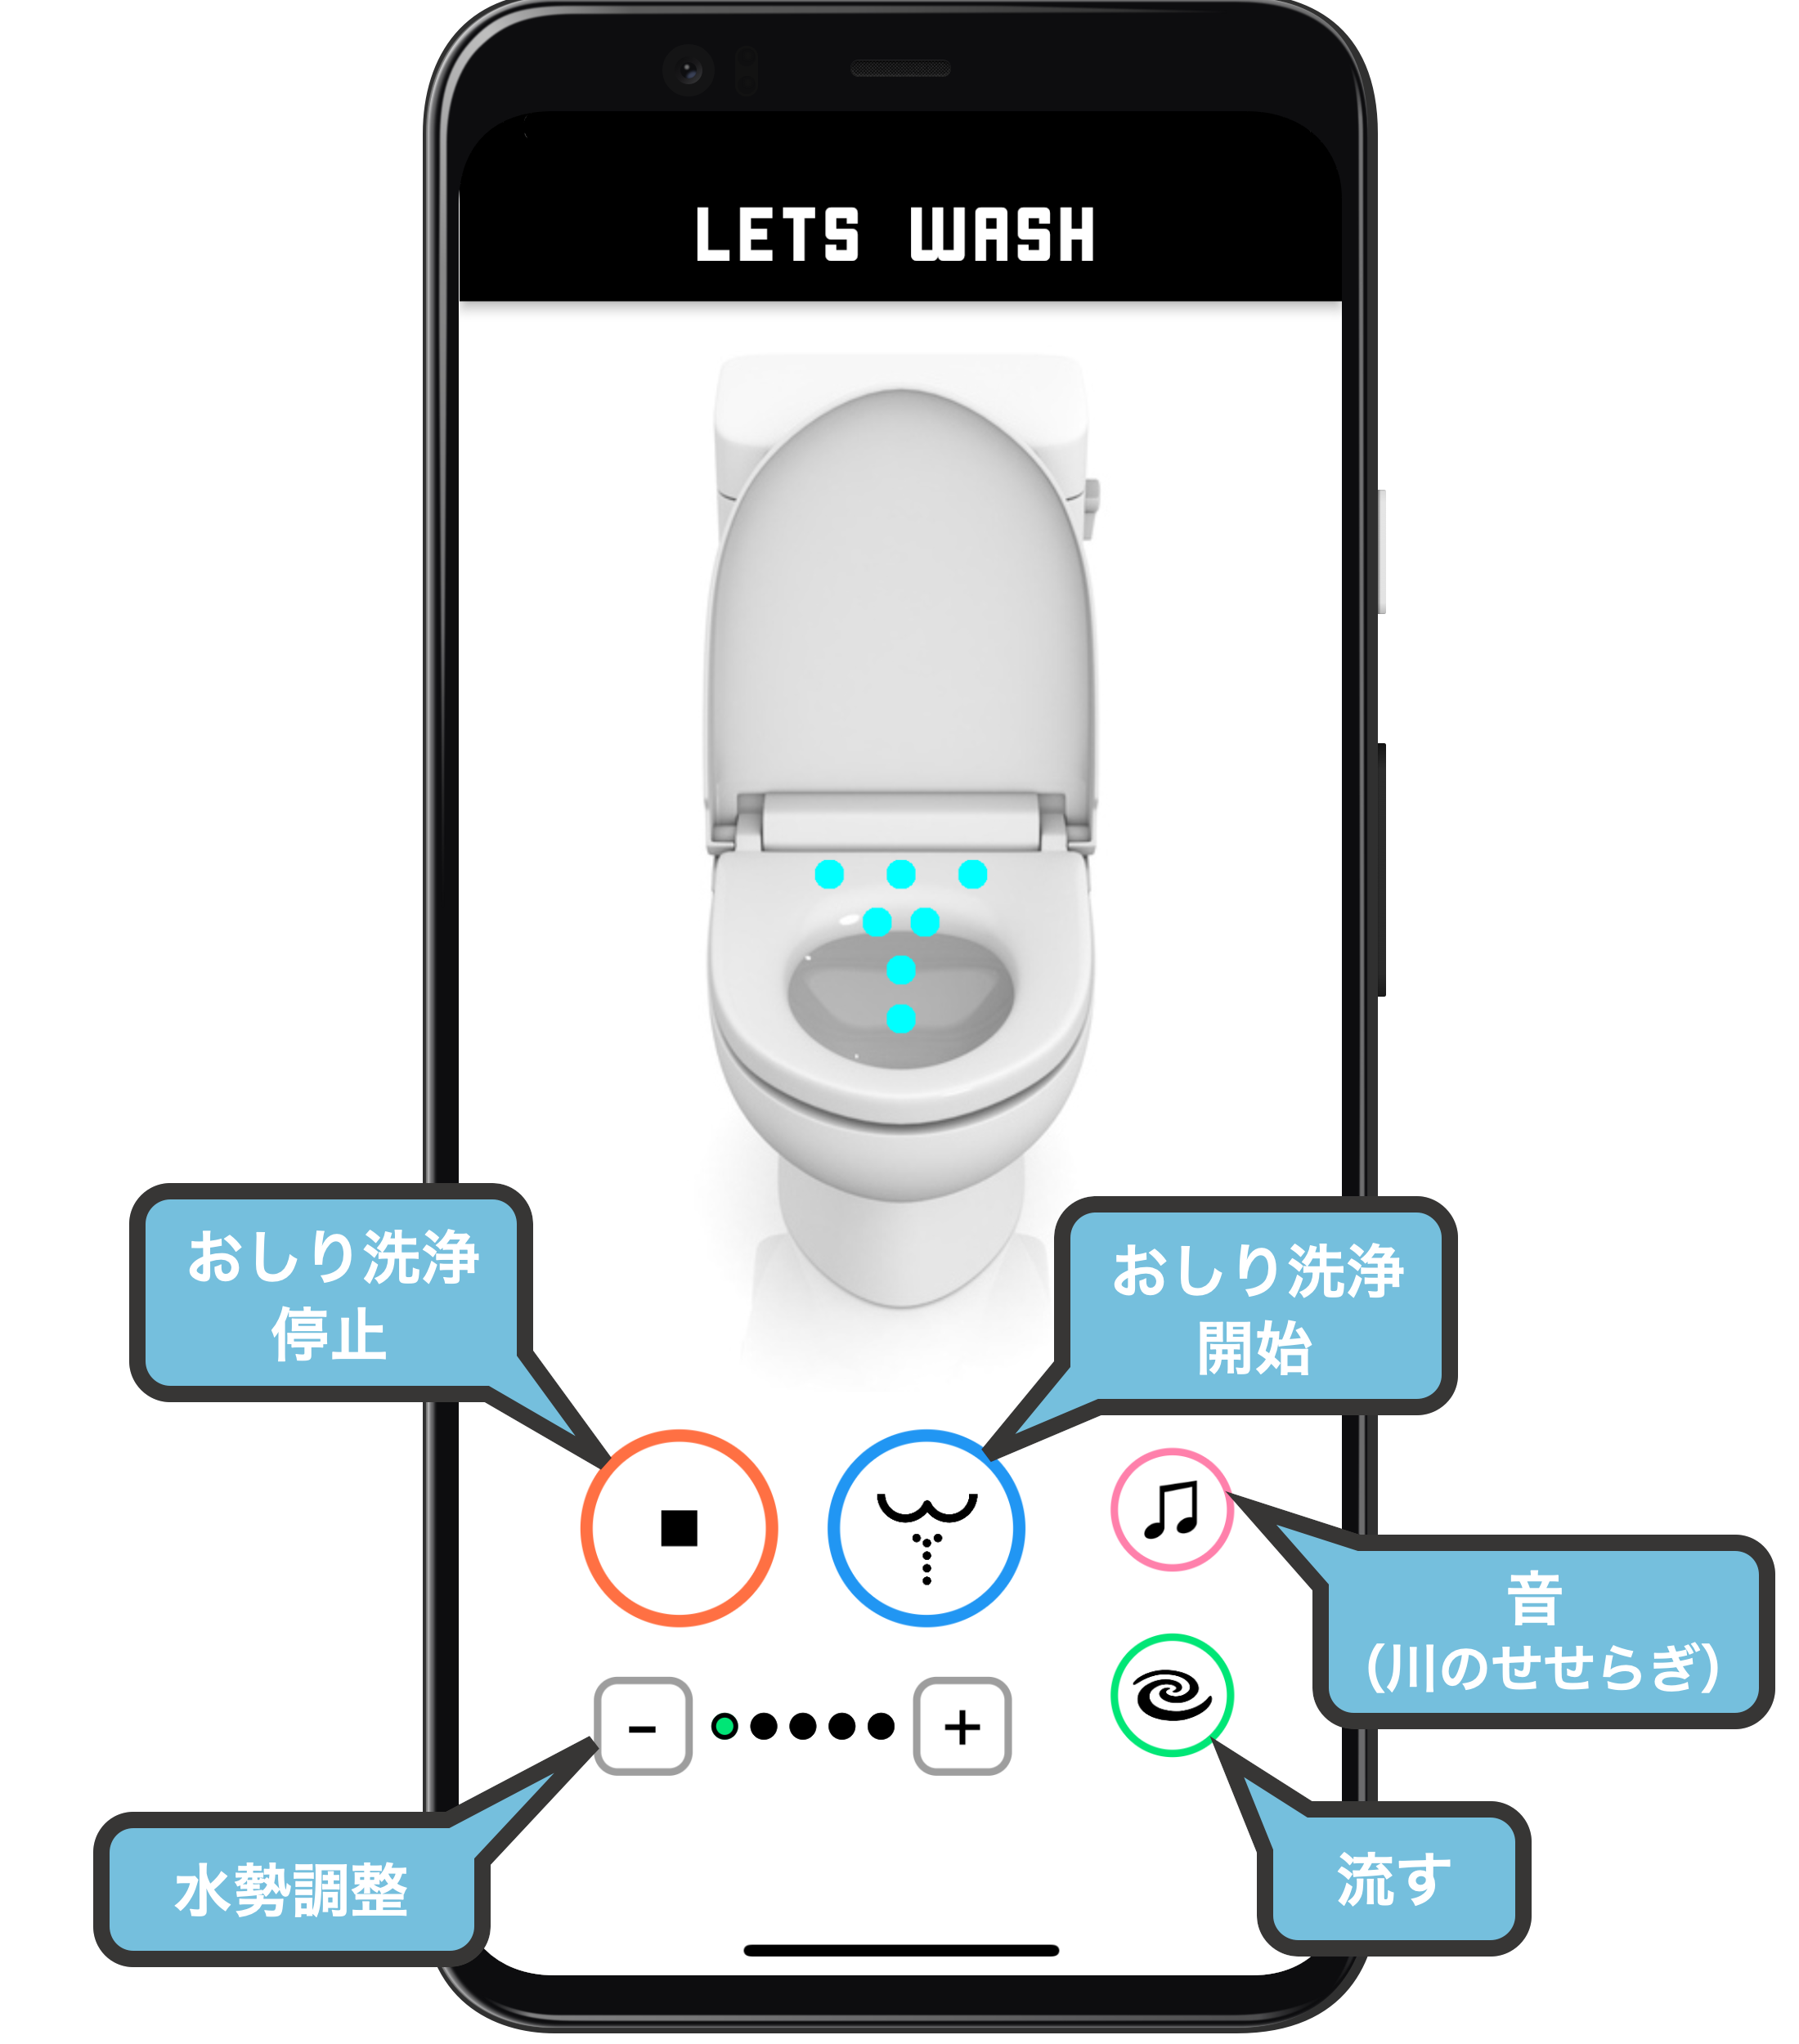 LETS WASH
おしり洗浄
停止
おしり洗浄
開始
音
(川のせせらぎ)
- +
水勢調整
流す